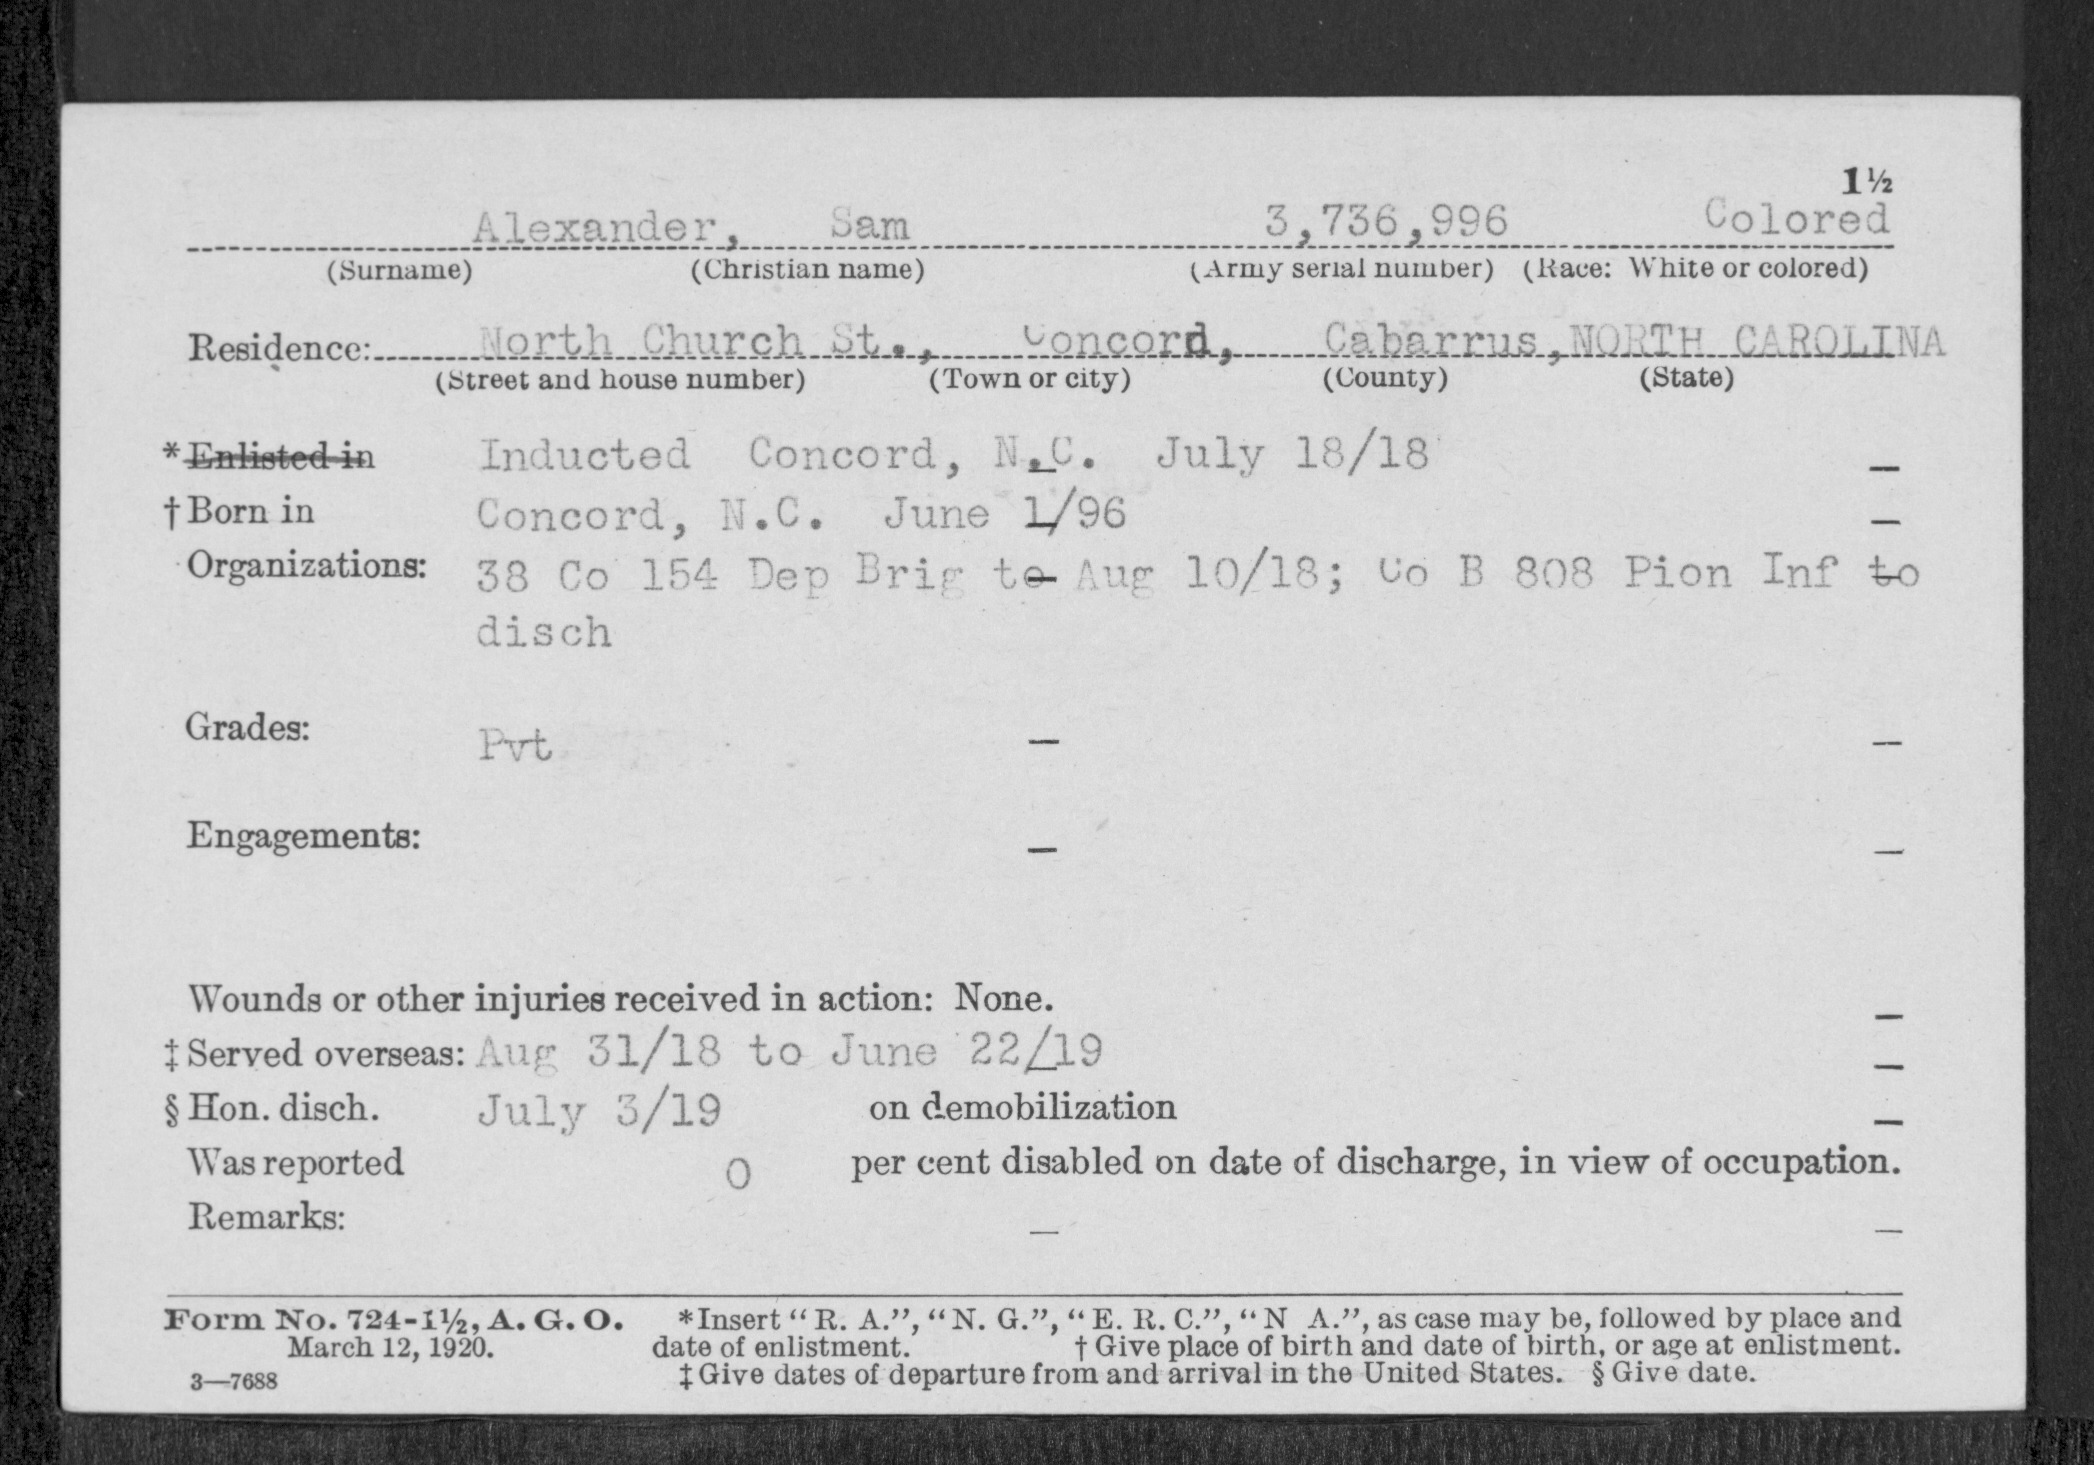 1½
Alexander, Sam 3,736,996 Colored
(Surname) (Christian name) (Army serial number) (Race: White or colored)
Residence: North Church St., Concord, Cabarrus, NORTH CAROLINA
(Street and house number) (Town or city) (County) (State)
* Enlisted in Inducted Concord, N.C. July 18/18 –
† Born in Concord, N.C. June 1/96 –
Organizations: 38 Co 154 Dep Brig to Aug 10/18; Co B 808 Pion Inf to
disch
Grades: Pvt – –
Engagements: – –
Wounds or other injuries received in action: None. –
‡ Served overseas: Aug 31/18 to June 22/19 –
§ Hon. disch. July 3/19 on demobilization –
Was reported 0 per cent disabled on date of discharge, in view of occupation.
Remarks: – –
Form No. 724-1½, A. G. O. *Insert "R. A.", "N. G.", "E. R. C.", "N A.", as case may be, followed by place and
March 12, 1920. date of enlistment. † Give place of birth and date of birth, or age at enlistment.
3—7688 ‡ Give dates of departure from and arrival in the United States. § Give date.